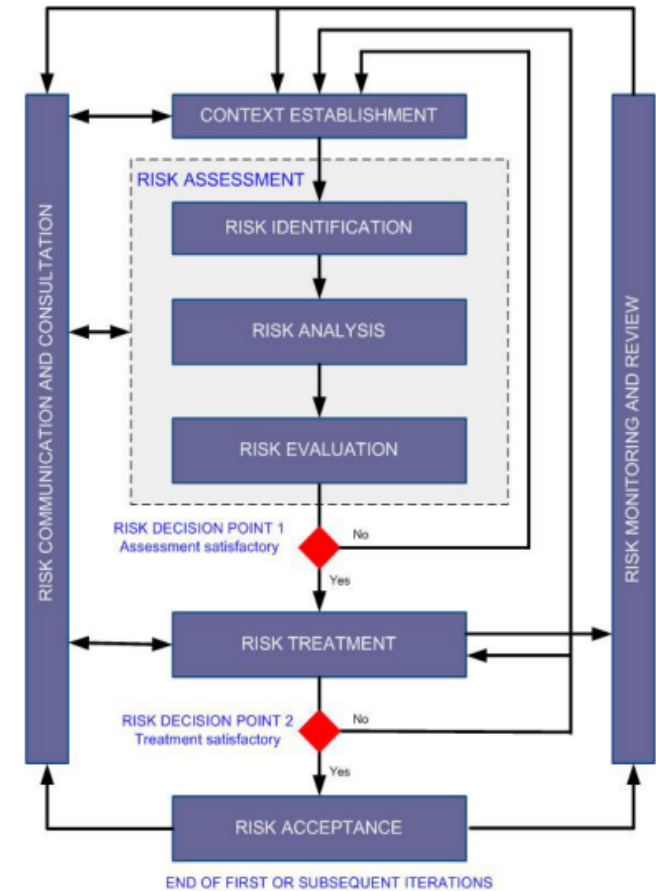 CONTEXT ESTABLISHMENT
RISK ASSESSMENT
RISK IDENTIFICATION
RISK ANALYSIS
RISK EVALUATION
RISK DECISION POINT 1
Assessment satisfactory
No
Yes
RISK TREATMENT
RISK DECISION POINT 2
Treatment satisfactory
No
Yes
RISK ACCEPTANCE
END OF FIRST OR SUBSEQUENT ITERATIONS
RISK COMMUNICATION AND CONSULTATION
RISK MONITORING AND REVIEW